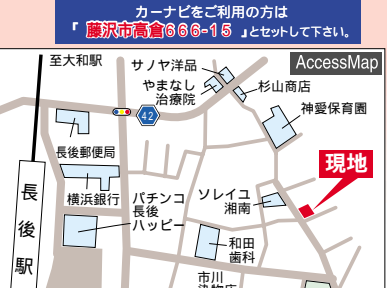 カーナビをご利用の方は
『 藤沢市高倉666-15 』とセットして下さい。
AccessMap
至大和駅
サノヤ洋品
やまなし
治療院
杉山商店
神愛保育園
42
長後郵便局
現地
横浜銀行
パチンコ
長後
ハッピー
ソレイユ
湘南
長後駅
和田
歯科
市川